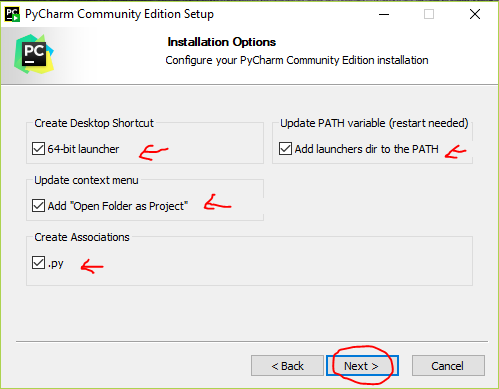 PyCharm Community Edition Setup
PC
Installation Options
Configure your PyCharm Community Edition installation
Create Desktop Shortcut
64-bit launcher
Update PATH variable (restart needed)
Add launchers dir to the PATH
Update context menu
Add "Open Folder as Project"
Create Associations
.py
< Back
Next >
Cancel